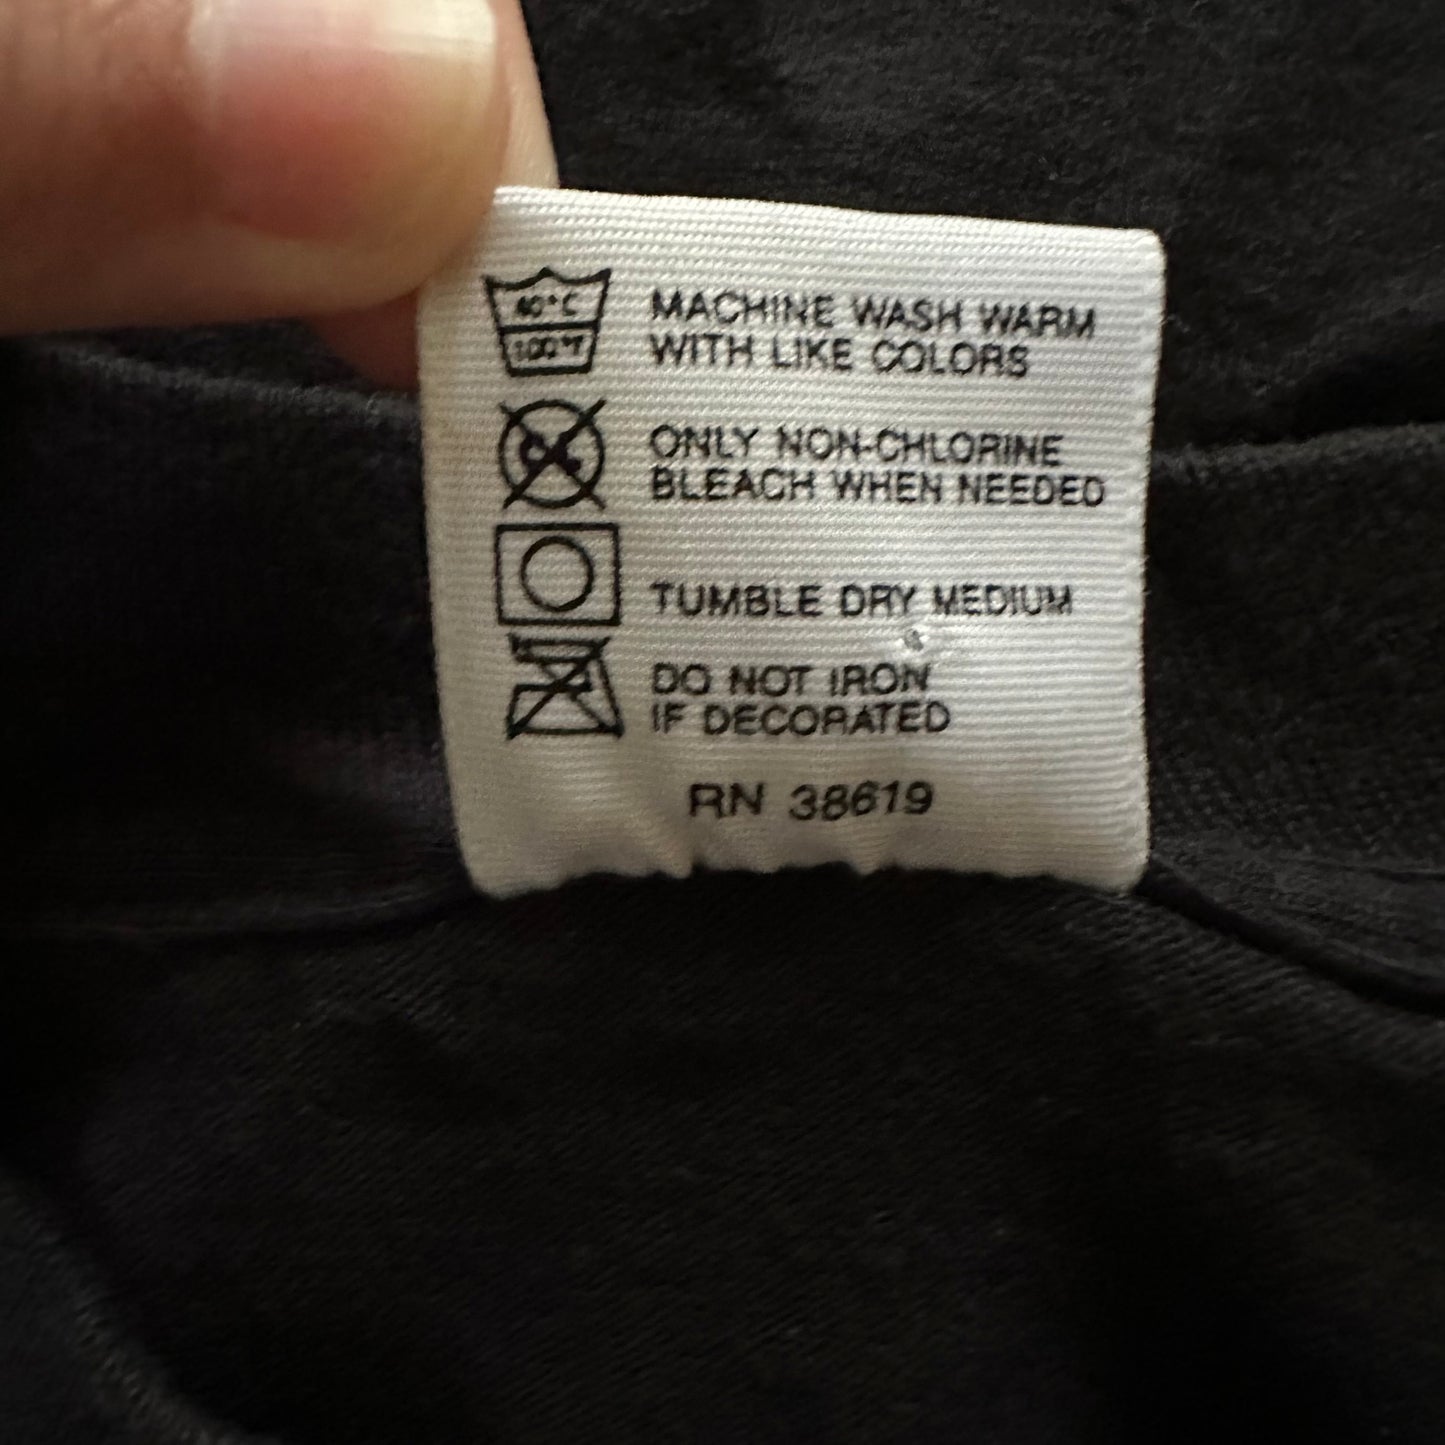 40°C
100°F
MACHINE WASH WARM
WITH LIKE COLORS
ONLY NON-CHLORINE
BLEACH WHEN NEEDED
TUMBLE DRY MEDIUM
DO NOT IRON
IF DECORATED
RN 38619